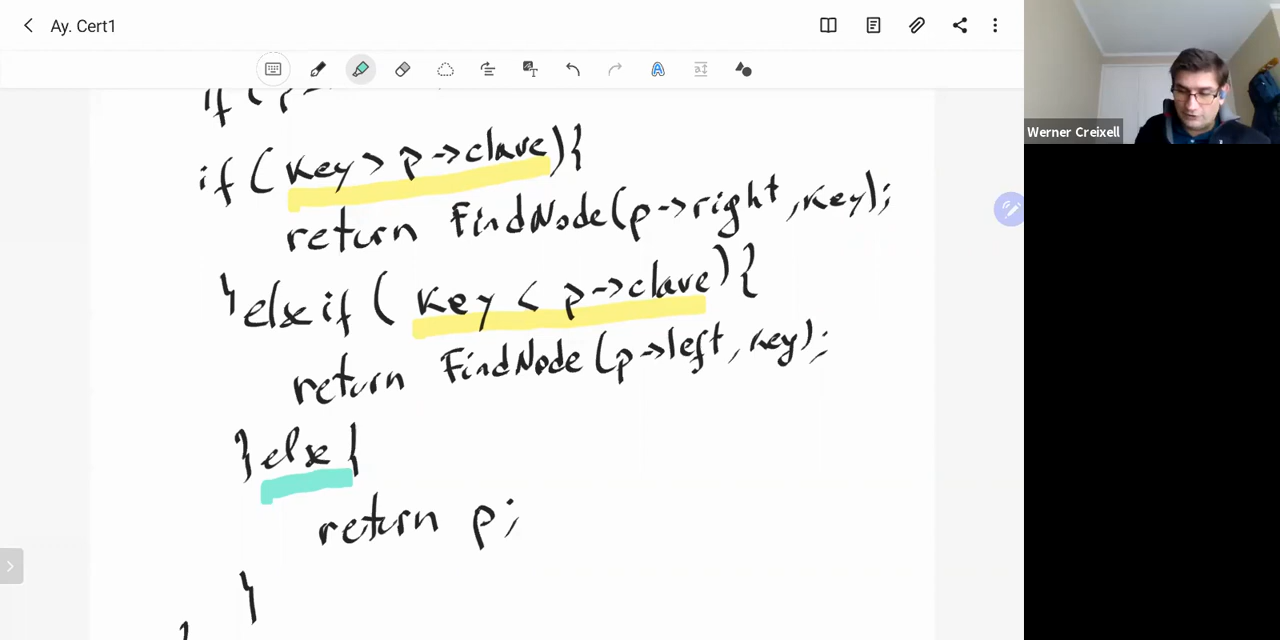 Ay. Cert1
Werner Creixell
if (p
if (key > p->clave){
return FindNode(p->right, key);
}else if (key < p->clave){
return FindNode(p->left, key);
}else{
return p;
}
}